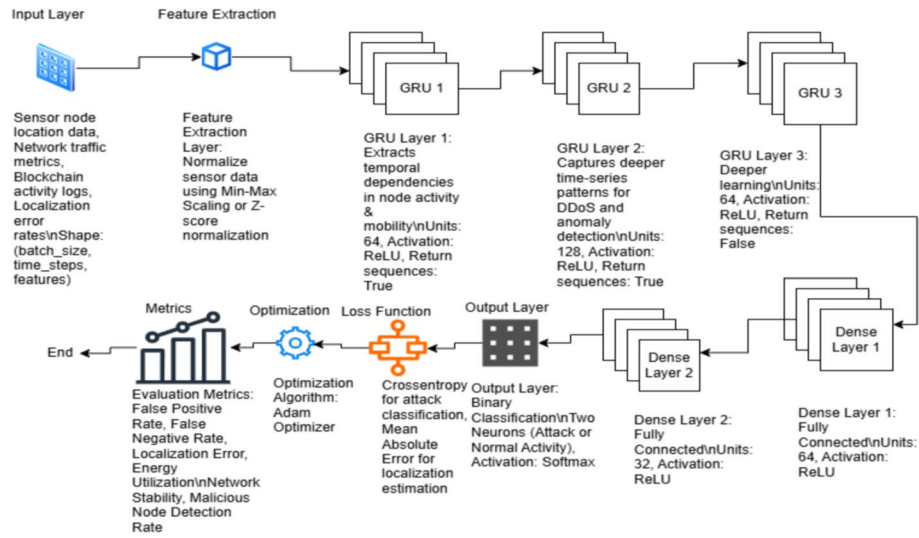 Input Layer
Feature Extraction
GRU 1
GRU 2
GRU 3
Sensor node
location data,
Network traffic
metrics,
Blockchain
activity logs,
Localization
error
rates\nShape:
(batch_size,
time_steps,
features)
Feature
Extraction
Layer:
Normalize
sensor data
using Min-Max
Scaling or Z-
score
normalization
GRU Layer 1:
Extracts
temporal
dependencies
in node activity
&
mobility\nUnits:
64, Activation:
ReLU, Return
sequences:
True
GRU Layer 2:
Captures deeper
time-series
patterns for
DDoS and
anomaly
detection\nUnits:
128, Activation:
ReLU, Return
sequences: True
GRU Layer 3:
Deeper
learning\nUnits:
64, Activation:
ReLU, Return
sequences:
False
Dense
Layer 1
Dense Layer 1:
Fully
Connected\nUnits:
64, Activation:
ReLU
Dense
Layer 2
Dense Layer 2:
Fully
Connected\nUnits:
32, Activation:
ReLU
Output Layer
Output Layer:
Binary
Classification\nTwo
Neurons (Attack or
Normal Activity),
Activation: Softmax
Loss Function
Crossentropy
for attack
classification,
Mean
Absolute
Error for
localization
estimation
Optimization
Optimization
Algorithm:
Adam
Optimizer
Metrics
Evaluation Metrics:
False Positive
Rate, False
Negative Rate,
Localization Error,
Energy
Utilization\nNetwork
Stability, Malicious
Node Detection
Rate
End